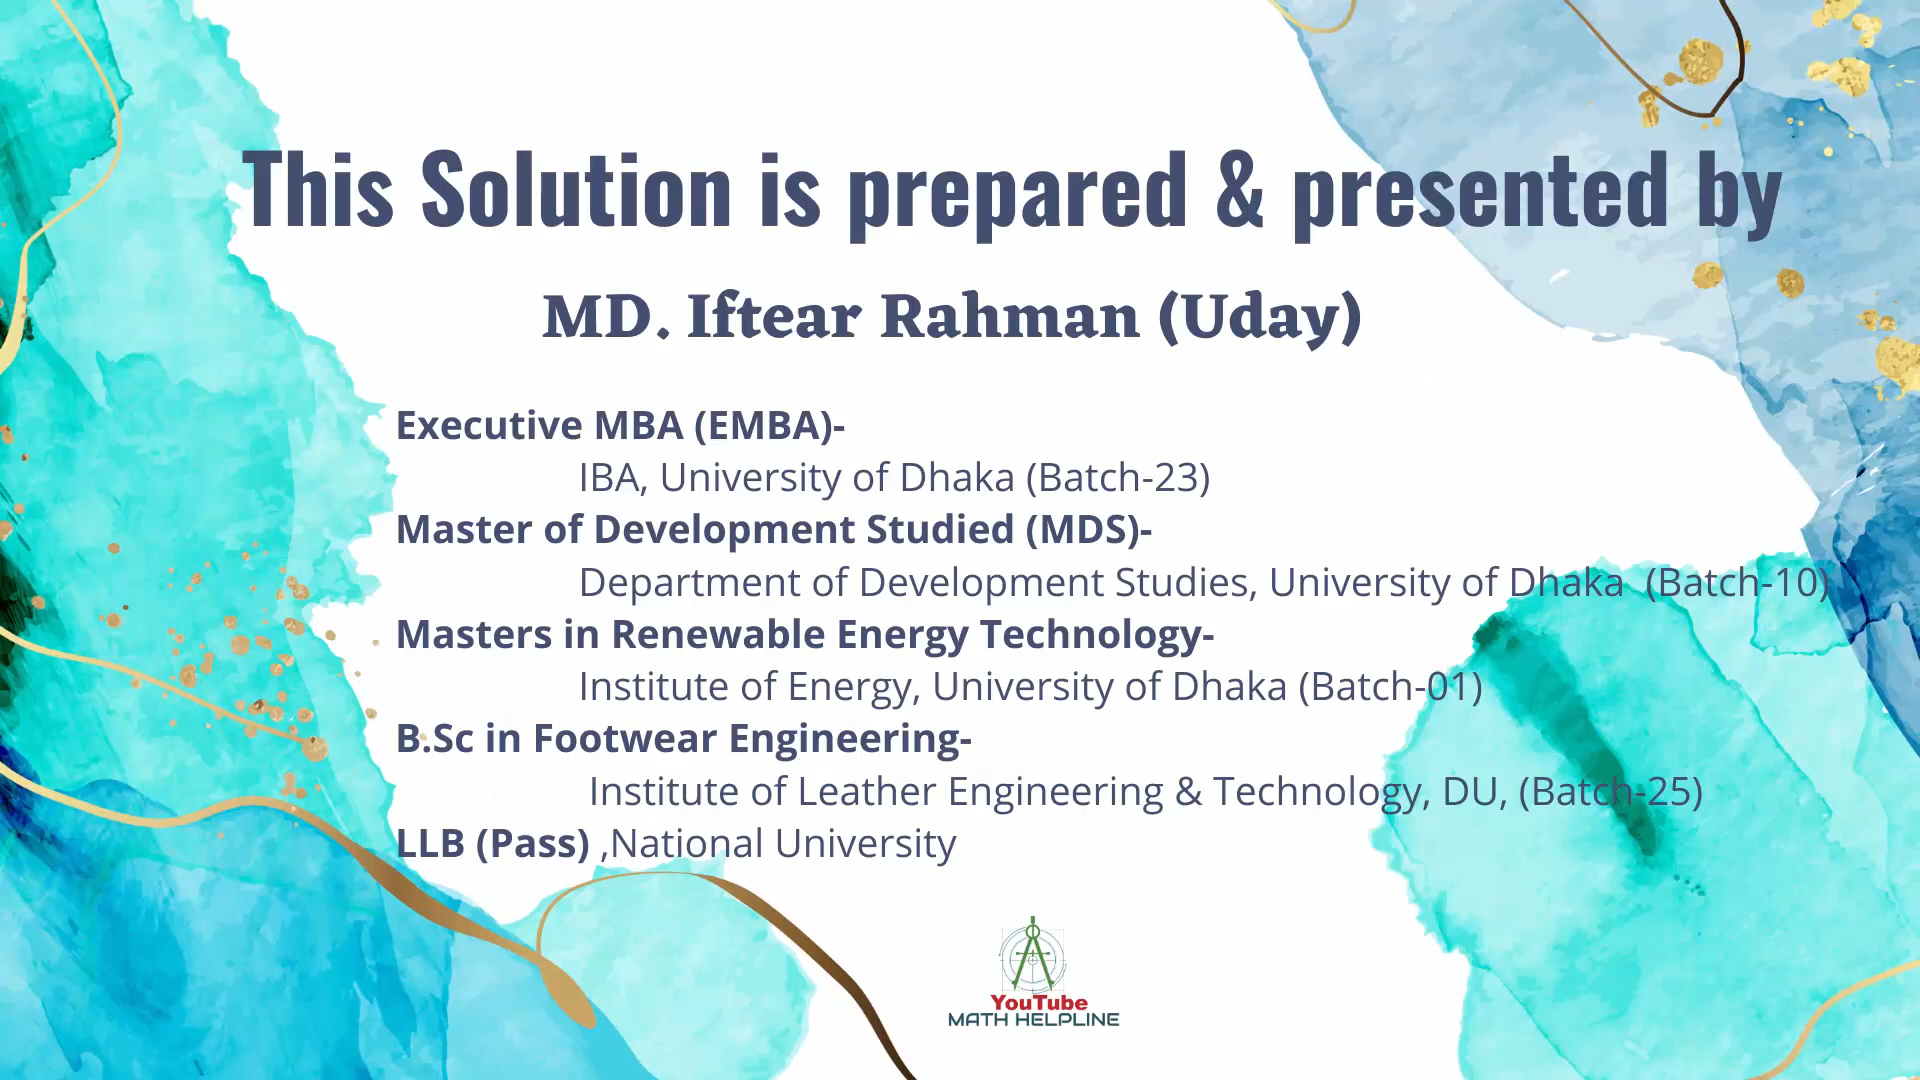 This Solution is prepared & presented by
MD. Iftear Rahman (Uday)
Executive MBA (EMBA)-
IBA, University of Dhaka (Batch-23)
Master of Development Studied (MDS)-
Department of Development Studies, University of Dhaka (Batch-10)
Masters in Renewable Energy Technology-
Institute of Energy, University of Dhaka (Batch-01)
B.Sc in Footwear Engineering-
Institute of Leather Engineering & Technology, DU, (Batch-25)
LLB (Pass) ,National University
YouTube
MATH HELPLINE